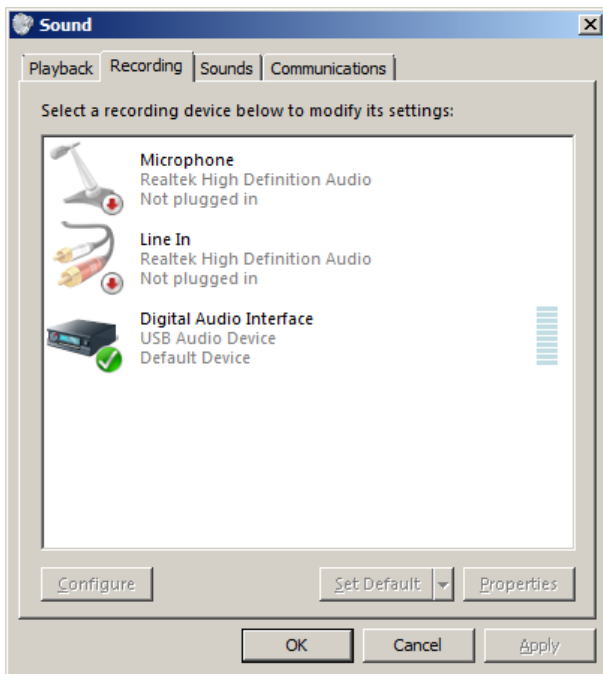 Sound
Playback Recording Sounds Communications
Select a recording device below to modify its settings:
Microphone
Realtek High Definition Audio
Not plugged in
Line In
Realtek High Definition Audio
Not plugged in
Digital Audio Interface
USB Audio Device
Default Device
Configure Set Default Properties
OK Cancel Apply